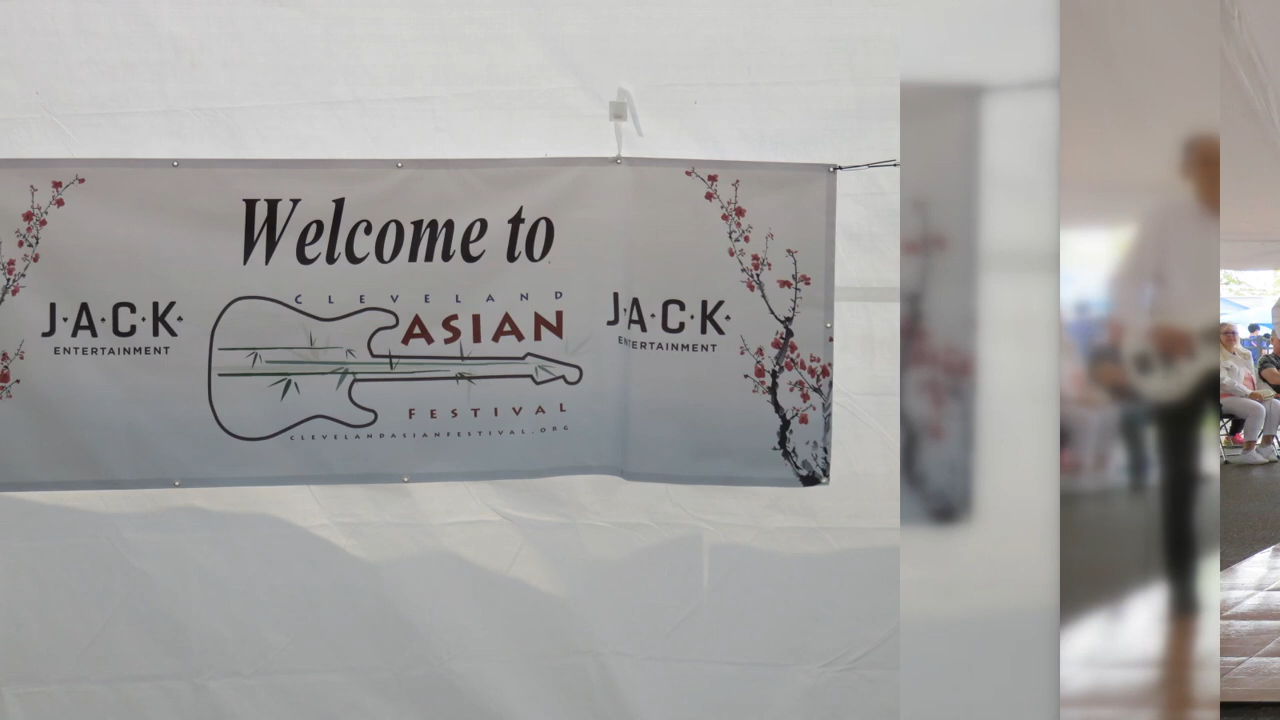 Welcome to
CLEVELAND
J·A·C·K·
ENTERTAINMENT
ASIAN
FESTIVAL
CLEVELANDASIANFESTIVAL.ORG
J·A·C·K·
ENTERTAINMENT